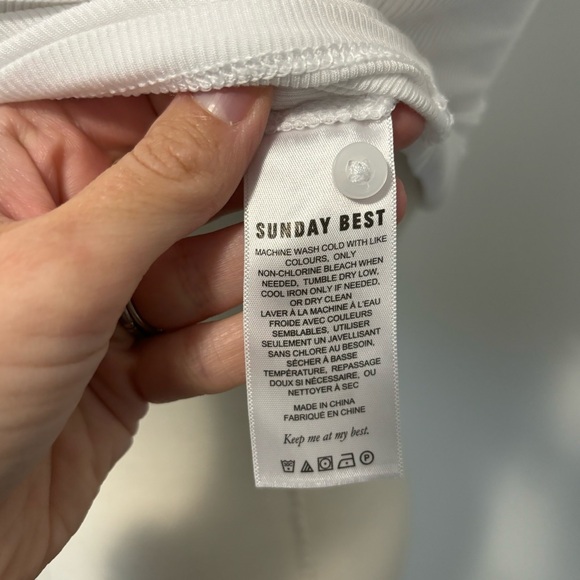 SUNDAY BEST
MACHINE WASH COLD WITH LIKE
COLOURS, ONLY
NON-CHLORINE BLEACH WHEN
NEEDED, TUMBLE DRY LOW,
COOL IRON ONLY IF NEEDED,
OR DRY CLEAN
LAVER À LA MACHINE À L'EAU
FROIDE AVEC COULEURS
SEMBLABLES, UTILISER
SEULEMENT UN JAVELLISANT
SANS CHLORE AU BESOIN,
SÉCHER À BASSE
TEMPÉRATURE, REPASSAGE
DOUX SI NÉCESSAIRE, OU
NETTOYER À SEC
MADE IN CHINA
FABRIQUÉ EN CHINE
Keep me at my best.
P